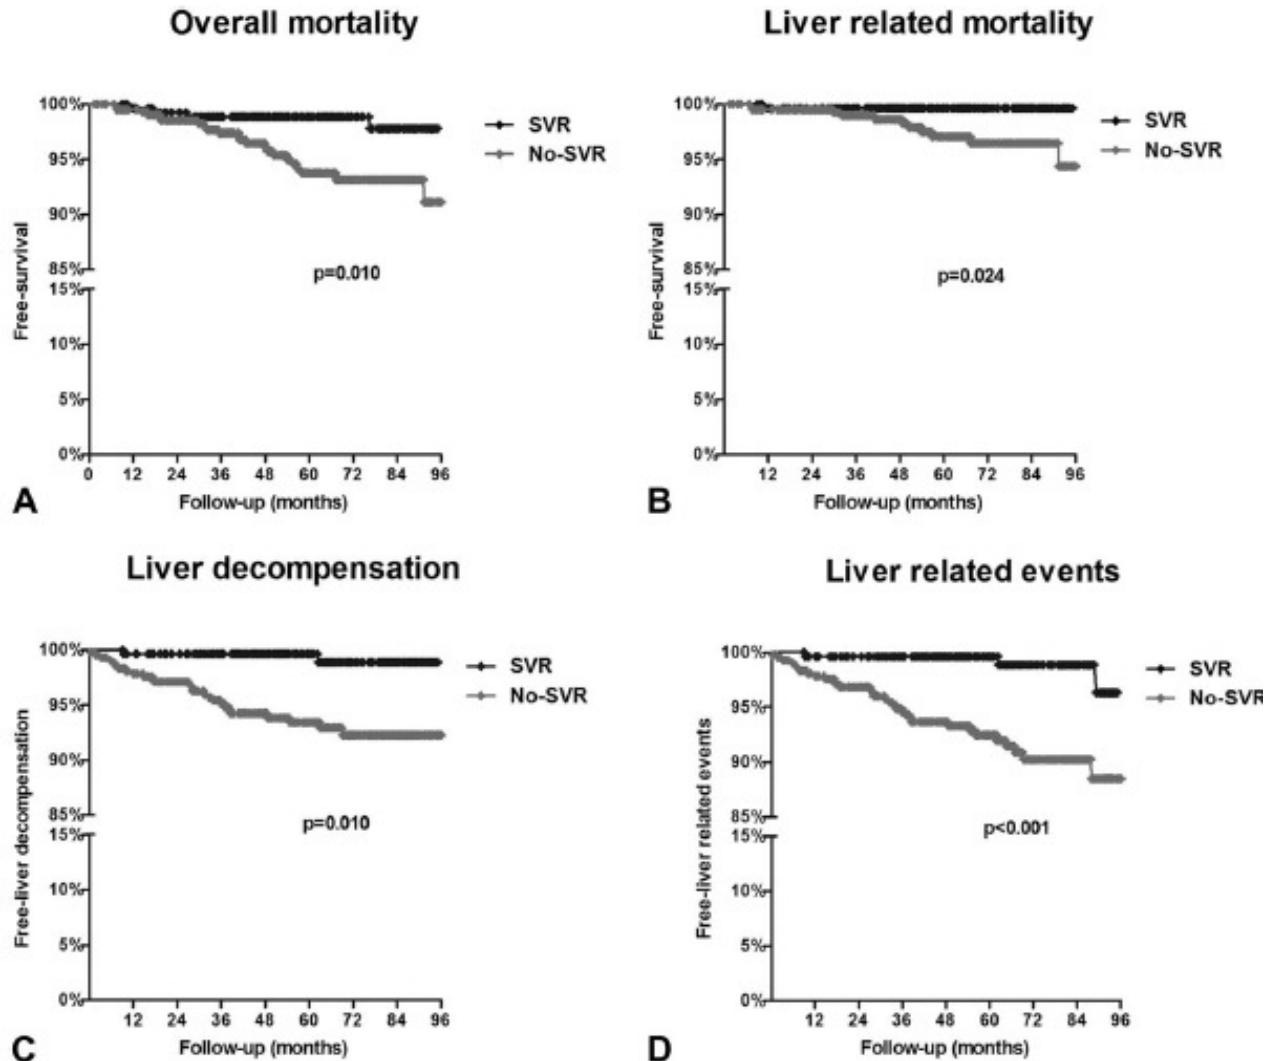 Overall mortality
100%
95%
90%
85%
15%
10%
5%
0%
Free-survival
SVR
No-SVR
p=0.010
0 12 24 36 48 60 72 84 96
Follow-up (months)
A
Liver related mortality
100%
95%
90%
85%
15%
10%
5%
0%
Free-survival
SVR
No-SVR
p=0.024
12 24 36 48 60 72 84 96
Follow-up (months)
B
Liver decompensation
100%
95%
90%
85%
15%
10%
5%
0%
Free-liver decompensation
SVR
No-SVR
p=0.010
12 24 36 48 60 72 84 96
Follow-up (months)
C
Liver related events
100%
95%
90%
85%
15%
10%
5%
0%
Free-liver related events
SVR
No-SVR
p<0.001
12 24 36 48 60 72 84 96
Follow-up (months)
D